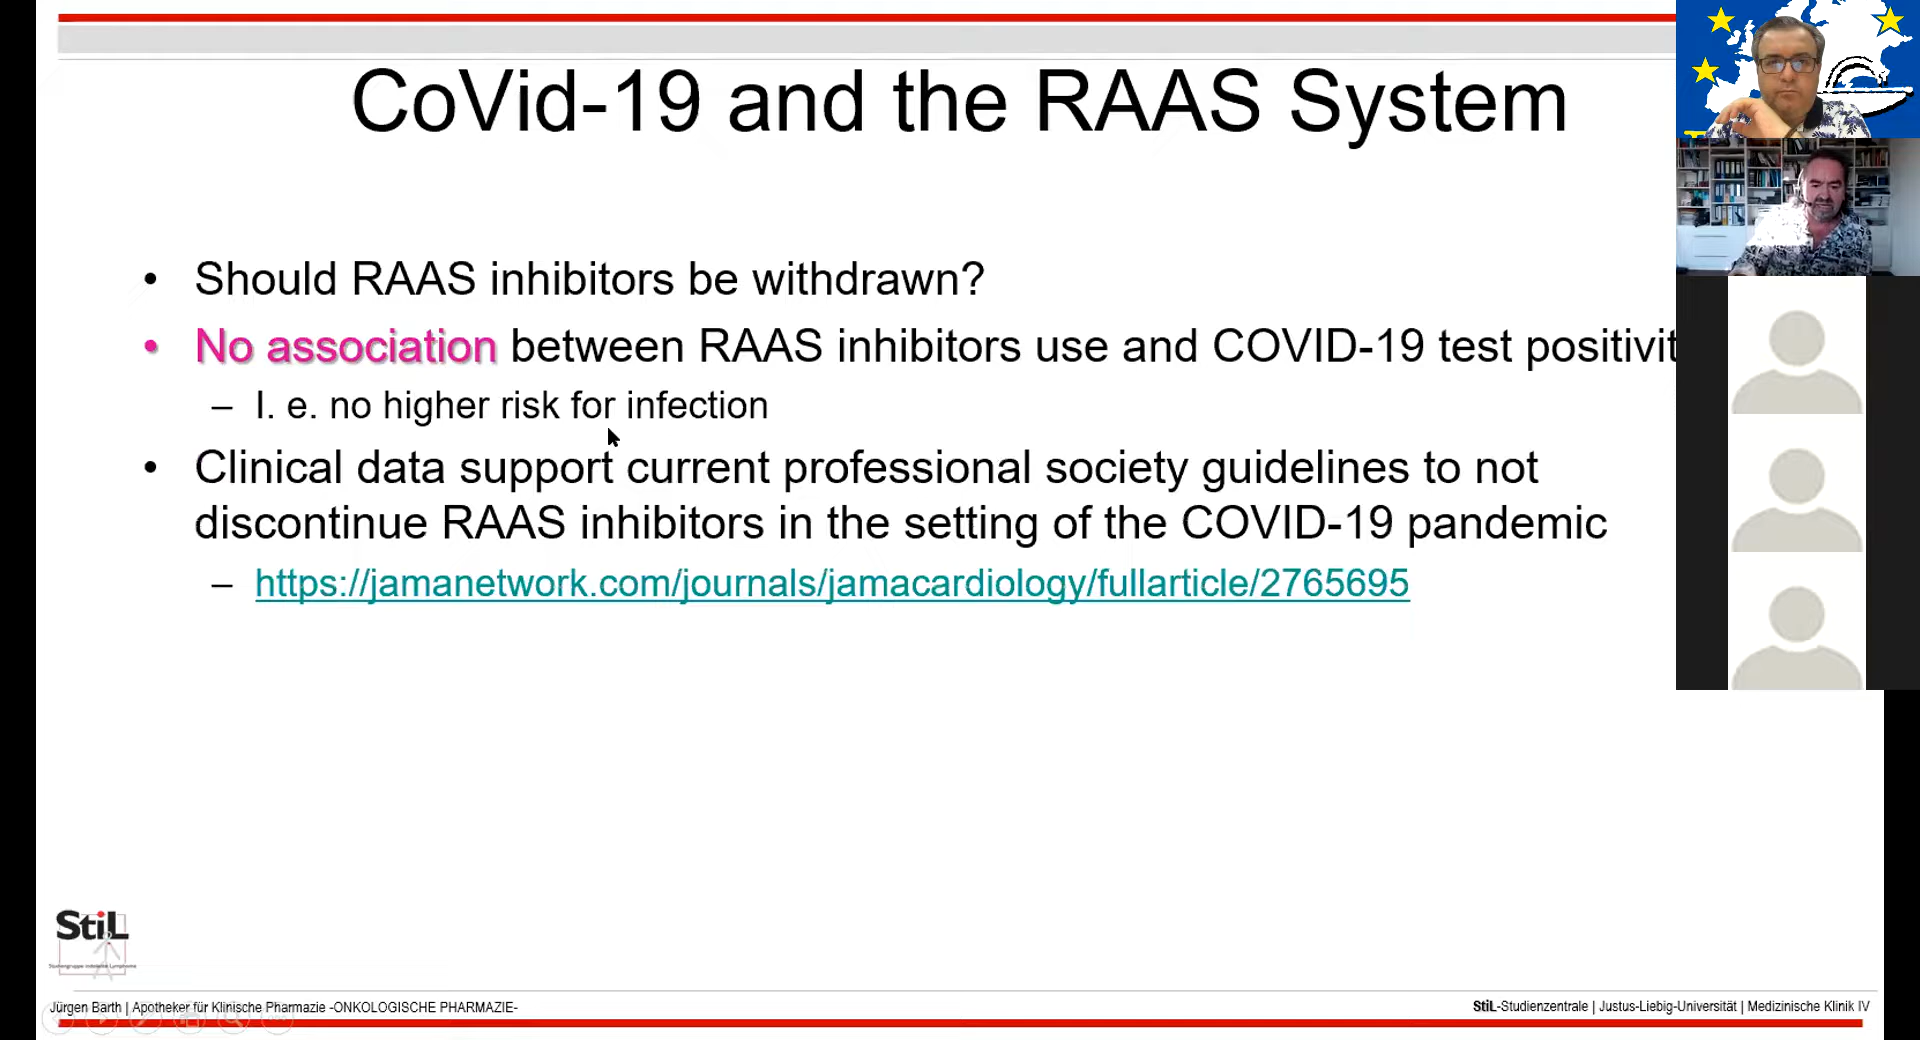 CoVid-19 and the RAAS System
• Should RAAS inhibitors be withdrawn?
• No association between RAAS inhibitors use and COVID-19 test positivit
– I. e. no higher risk for infection
• Clinical data support current professional society guidelines to not
discontinue RAAS inhibitors in the setting of the COVID-19 pandemic
– https://jamanetwork.com/journals/jamacardiology/fullarticle/2765695
StiL
Studiengruppe indolente Lymphome
Jürgen Barth | Apotheker für Klinische Pharmazie -ONKOLOGISCHE PHARMAZIE-
StiL-Studienzentrale | Justus-Liebig-Universität | Medizinische Klinik IV